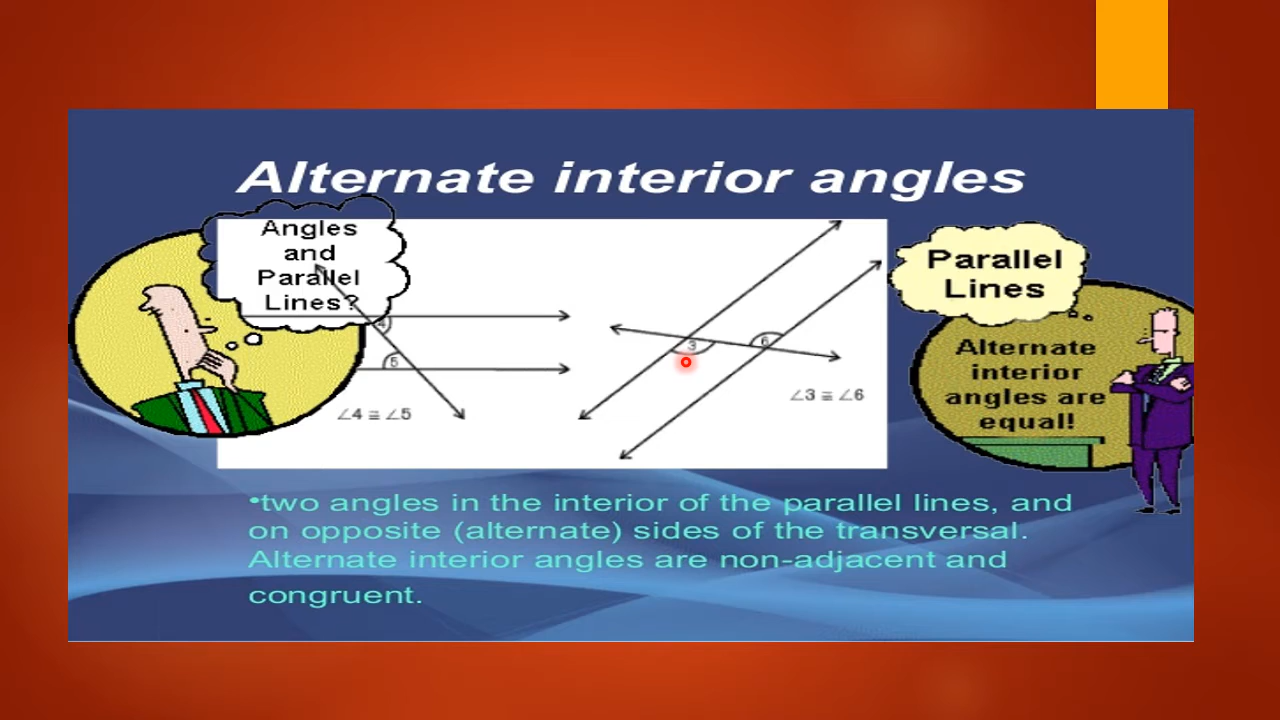 Alternate interior angles
Angles
and
Parallel
Lines?
4
5
∠4 ≅ ∠5
3
6
∠3 ≅ ∠6
Parallel
Lines
Alternate
interior
angles are
equal!
•two angles in the interior of the parallel lines, and
on opposite (alternate) sides of the transversal.
Alternate interior angles are non-adjacent and
congruent.